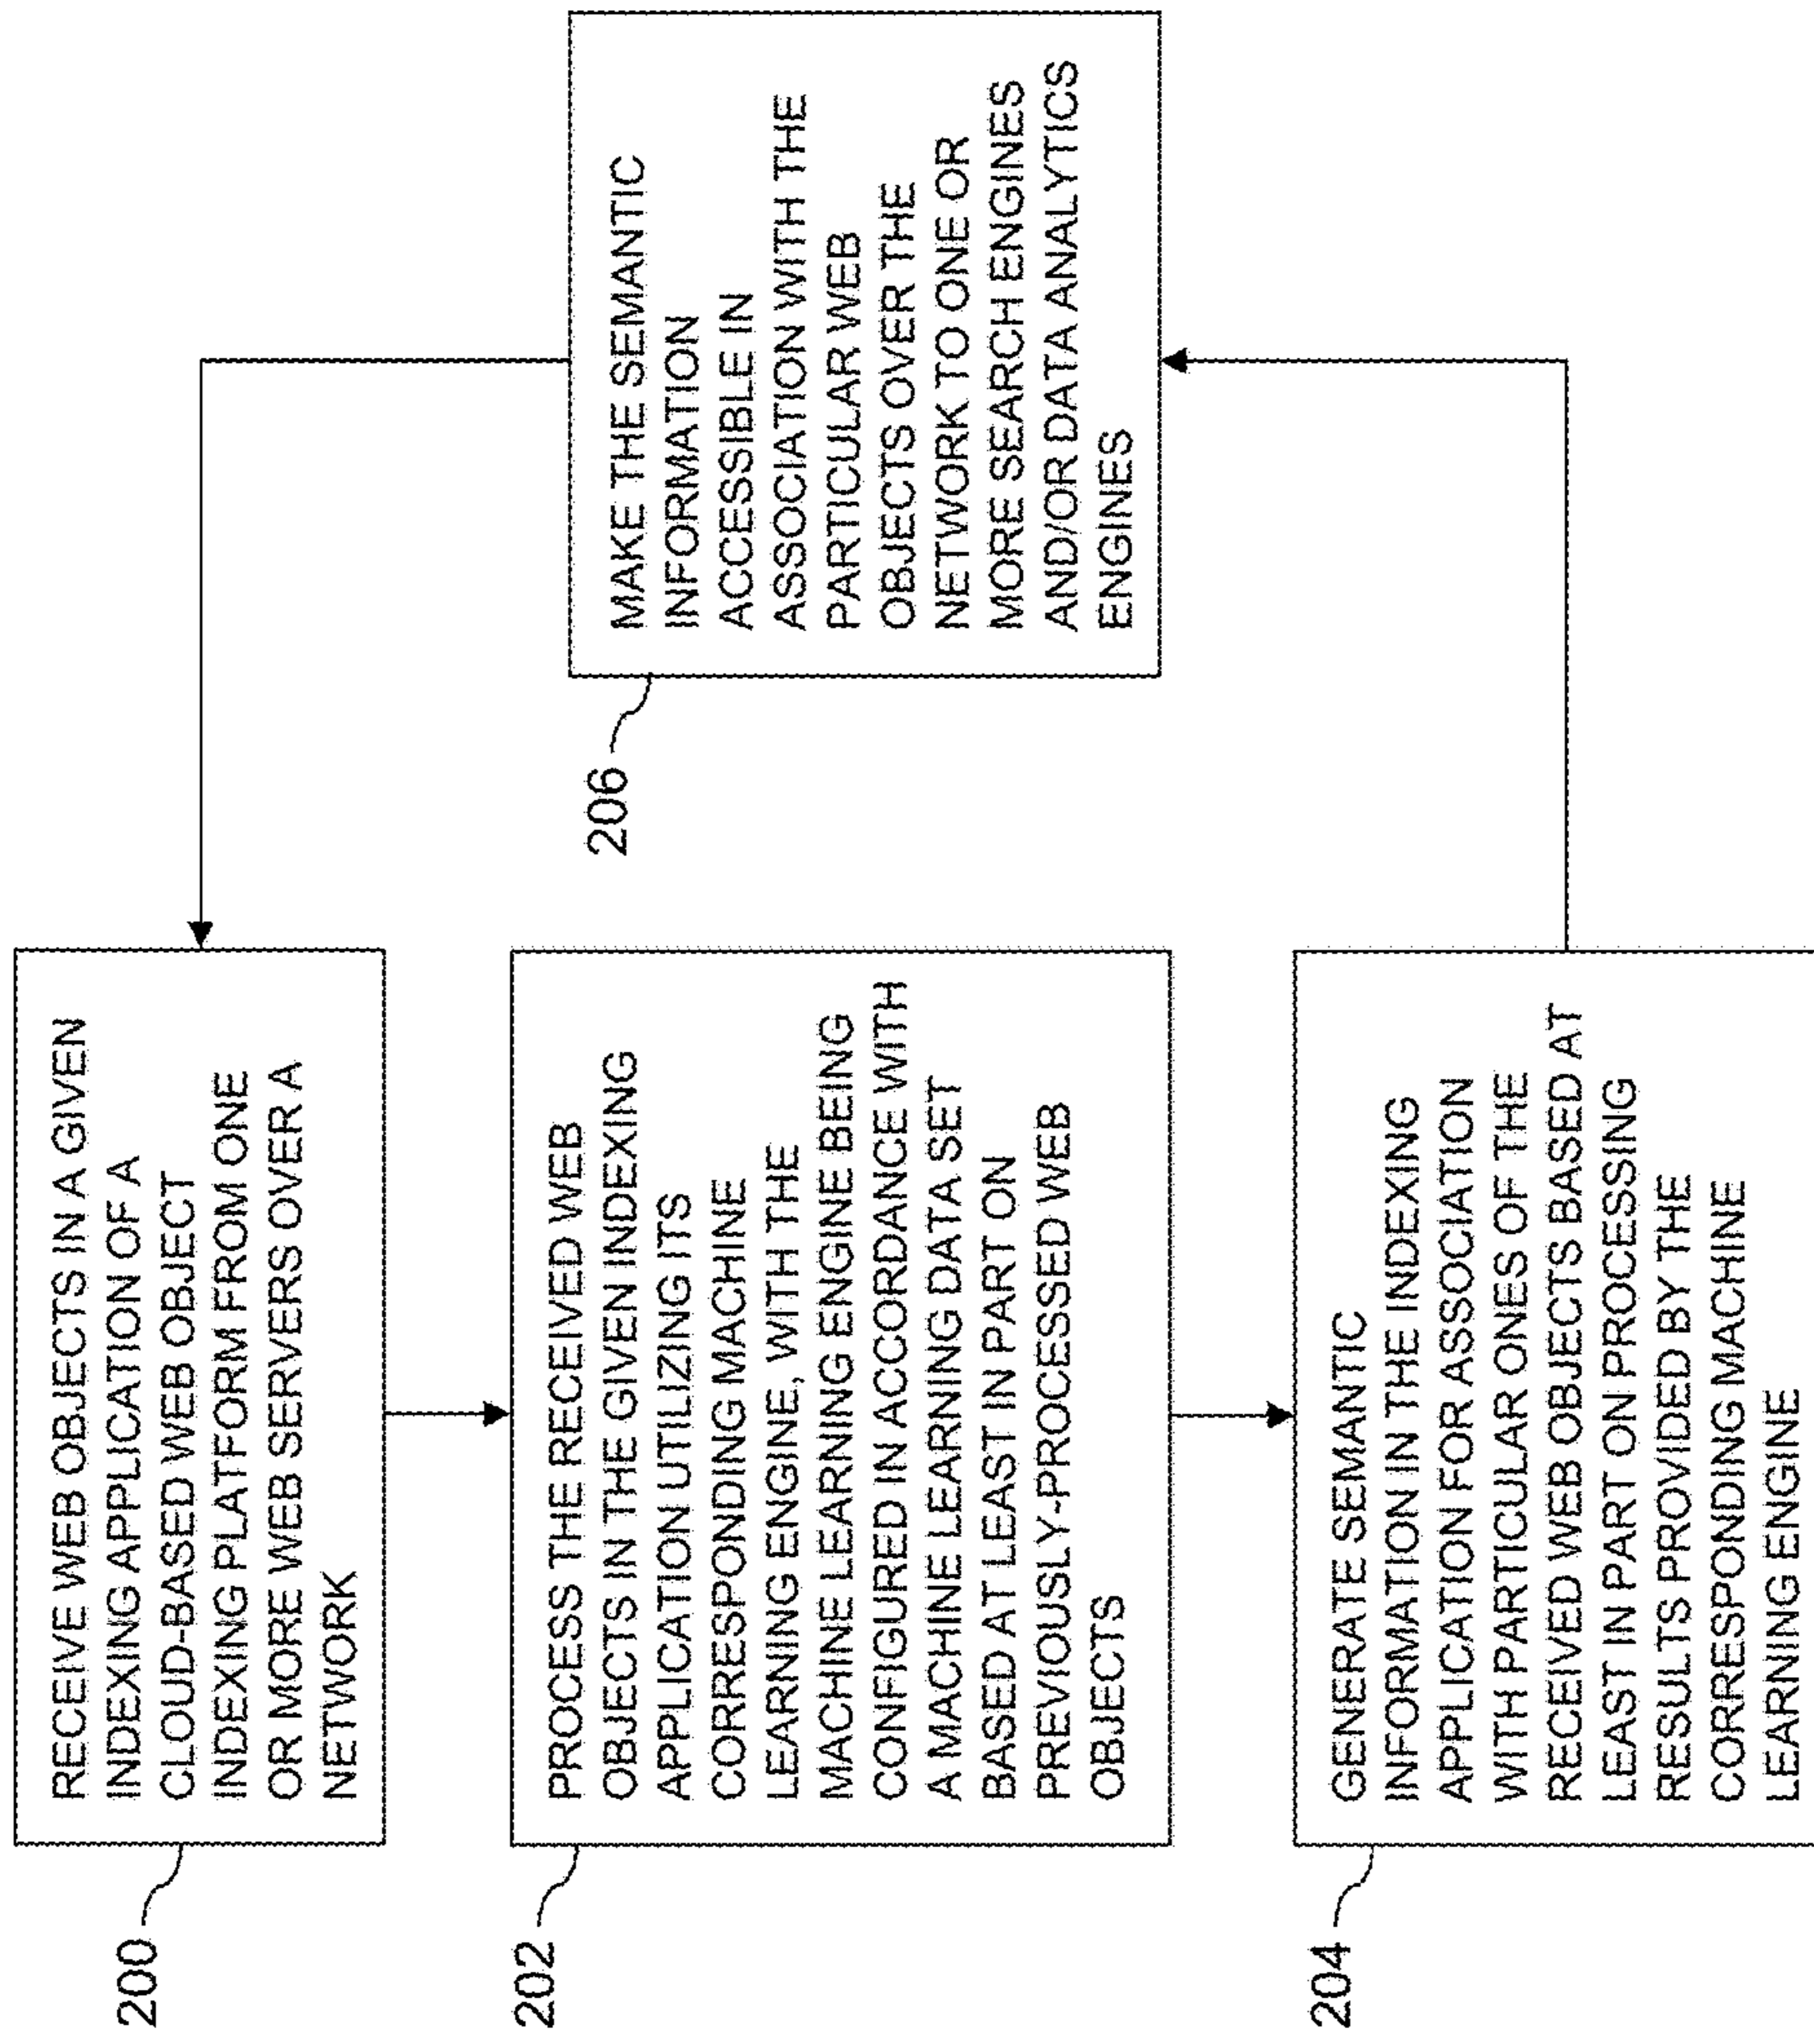 200
RECEIVE WEB OBJECTS IN A GIVEN
INDEXING APPLICATION OF A
CLOUD-BASED WEB OBJECT
INDEXING PLATFORM FROM ONE
OR MORE WEB SERVERS OVER A
NETWORK
202
PROCESS THE RECEIVED WEB
OBJECTS IN THE GIVEN INDEXING
APPLICATION UTILIZING ITS
CORRESPONDING MACHINE
LEARNING ENGINE, WITH THE
MACHINE LEARNING ENGINE BEING
CONFIGURED IN ACCORDANCE WITH
A MACHINE LEARNING DATA SET
BASED AT LEAST IN PART ON
PREVIOUSLY-PROCESSED WEB
OBJECTS
204
GENERATE SEMANTIC
INFORMATION IN THE INDEXING
APPLICATION FOR ASSOCIATION
WITH PARTICULAR ONES OF THE
RECEIVED WEB OBJECTS BASED AT
LEAST IN PART ON PROCESSING
RESULTS PROVIDED BY THE
CORRESPONDING MACHINE
LEARNING ENGINE
206
MAKE THE SEMANTIC
INFORMATION
ACCESSIBLE IN
ASSOCIATION WITH THE
PARTICULAR WEB
OBJECTS OVER THE
NETWORK TO ONE OR
MORE SEARCH ENGINES
AND/OR DATA ANALYTICS
ENGINES